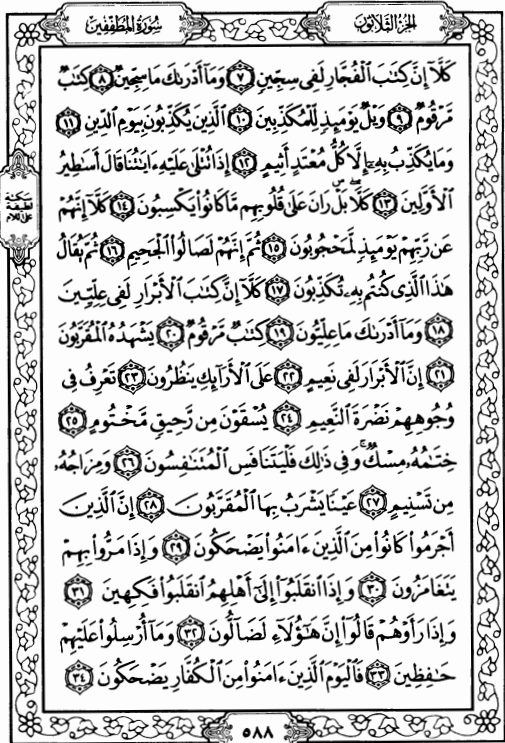 سورة المطففين
الجزء الثلاثون
كَلَّآ إِنَّ كِتَٰبَ ٱلْفُجَّارِ لَفِى سِجِّينٍ ٧ وَمَآ أَدْرَىٰكَ مَا سِجِّينٌ ٨ كِتَٰبٌ
مَّرْقُومٌ ٩ وَيْلٌ يَوْمَئِذٍ لِّلْمُكَذِّبِينَ ١٠ ٱلَّذِينَ يُكَذِّبُونَ بِيَوْمِ ٱلدِّينِ ١١
وَمَا يُكَذِّبُ بِهِۦٓ إِلَّا كُلُّ مُعْتَدٍ أَثِيمٍ ١٢ إِذَا تُتْلَىٰ عَلَيْهِ ءَايَٰتُنَا قَالَ أَسَٰطِيرُ
ٱلْأَوَّلِينَ ١٣ كَلَّا ۖ بَلْ ۜ رَانَ عَلَىٰ قُلُوبِهِم مَّا كَانُوا۟ يَكْسِبُونَ ١٤ كَلَّآ إِنَّهُمْ
عَن رَّبِّهِمْ يَوْمَئِذٍ لَّمَحْجُوبُونَ ١٥ ثُمَّ إِنَّهُمْ لَصَالُوا۟ ٱلْجَحِيمِ ١٦ ثُمَّ يُقَالُ
هَٰذَا ٱلَّذِى كُنتُم بِهِۦ تُكَذِّبُونَ ١٧ كَلَّآ إِنَّ كِتَٰبَ ٱلْأَبْرَارِ لَفِى عِلِّيِّينَ
١٨ وَمَآ أَدْرَىٰكَ مَا عِلِّيُّونَ ١٩ كِتَٰبٌ مَّرْقُومٌ ٢٠ يَشْهَدُهُ ٱلْمُقَرَّبُونَ
٢١ إِنَّ ٱلْأَبْرَارَ لَفِى نَعِيمٍ ٢٢ عَلَى ٱلْأَرَآئِكِ يَنظُرُونَ ٢٣ تَعْرِفُ فِى
وُجُوهِهِمْ نَضْرَةَ ٱلنَّعِيمِ ٢٤ يُسْقَوْنَ مِن رَّحِيقٍ مَّخْتُومٍ ٢٥
خِتَٰمُهُۥ مِسْكٌ ۚ وَفِى ذَٰلِكَ فَلْيَتَنَافَسِ ٱلْمُتَنَٰفِسُونَ ٢٦ وَمِزَاجُهُۥ
مِن تَسْنِيمٍ ٢٧ عَيْنًا يَشْرَبُ بِهَا ٱلْمُقَرَّبُونَ ٢٨ إِنَّ ٱلَّذِينَ
أَجْرَمُوا۟ كَانُوا۟ مِنَ ٱلَّذِينَ ءَامَنُوا۟ يَضْحَكُونَ ٢٩ وَإِذَا مَرُّوا۟ بِهِمْ
يَتَغَامَزُونَ ٣٠ وَإِذَا ٱنقَلَبُوٓا۟ إِلَىٰٓ أَهْلِهِمُ ٱنقَلَبُوا۟ فَكِهِينَ ٣١
وَإِذَا رَأَوْهُمْ قَالُوٓا۟ إِنَّ هَٰٓؤُلَآءِ لَضَآلُّونَ ٣٢ وَمَآ أُرْسِلُوا۟ عَلَيْهِمْ
حَٰفِظِينَ ٣٣ فَٱلْيَوْمَ ٱلَّذِينَ ءَامَنُوا۟ مِنَ ٱلْكُفَّارِ يَضْحَكُونَ ٣٤
سكتة
لطيفة
على اللام
٥٨٨